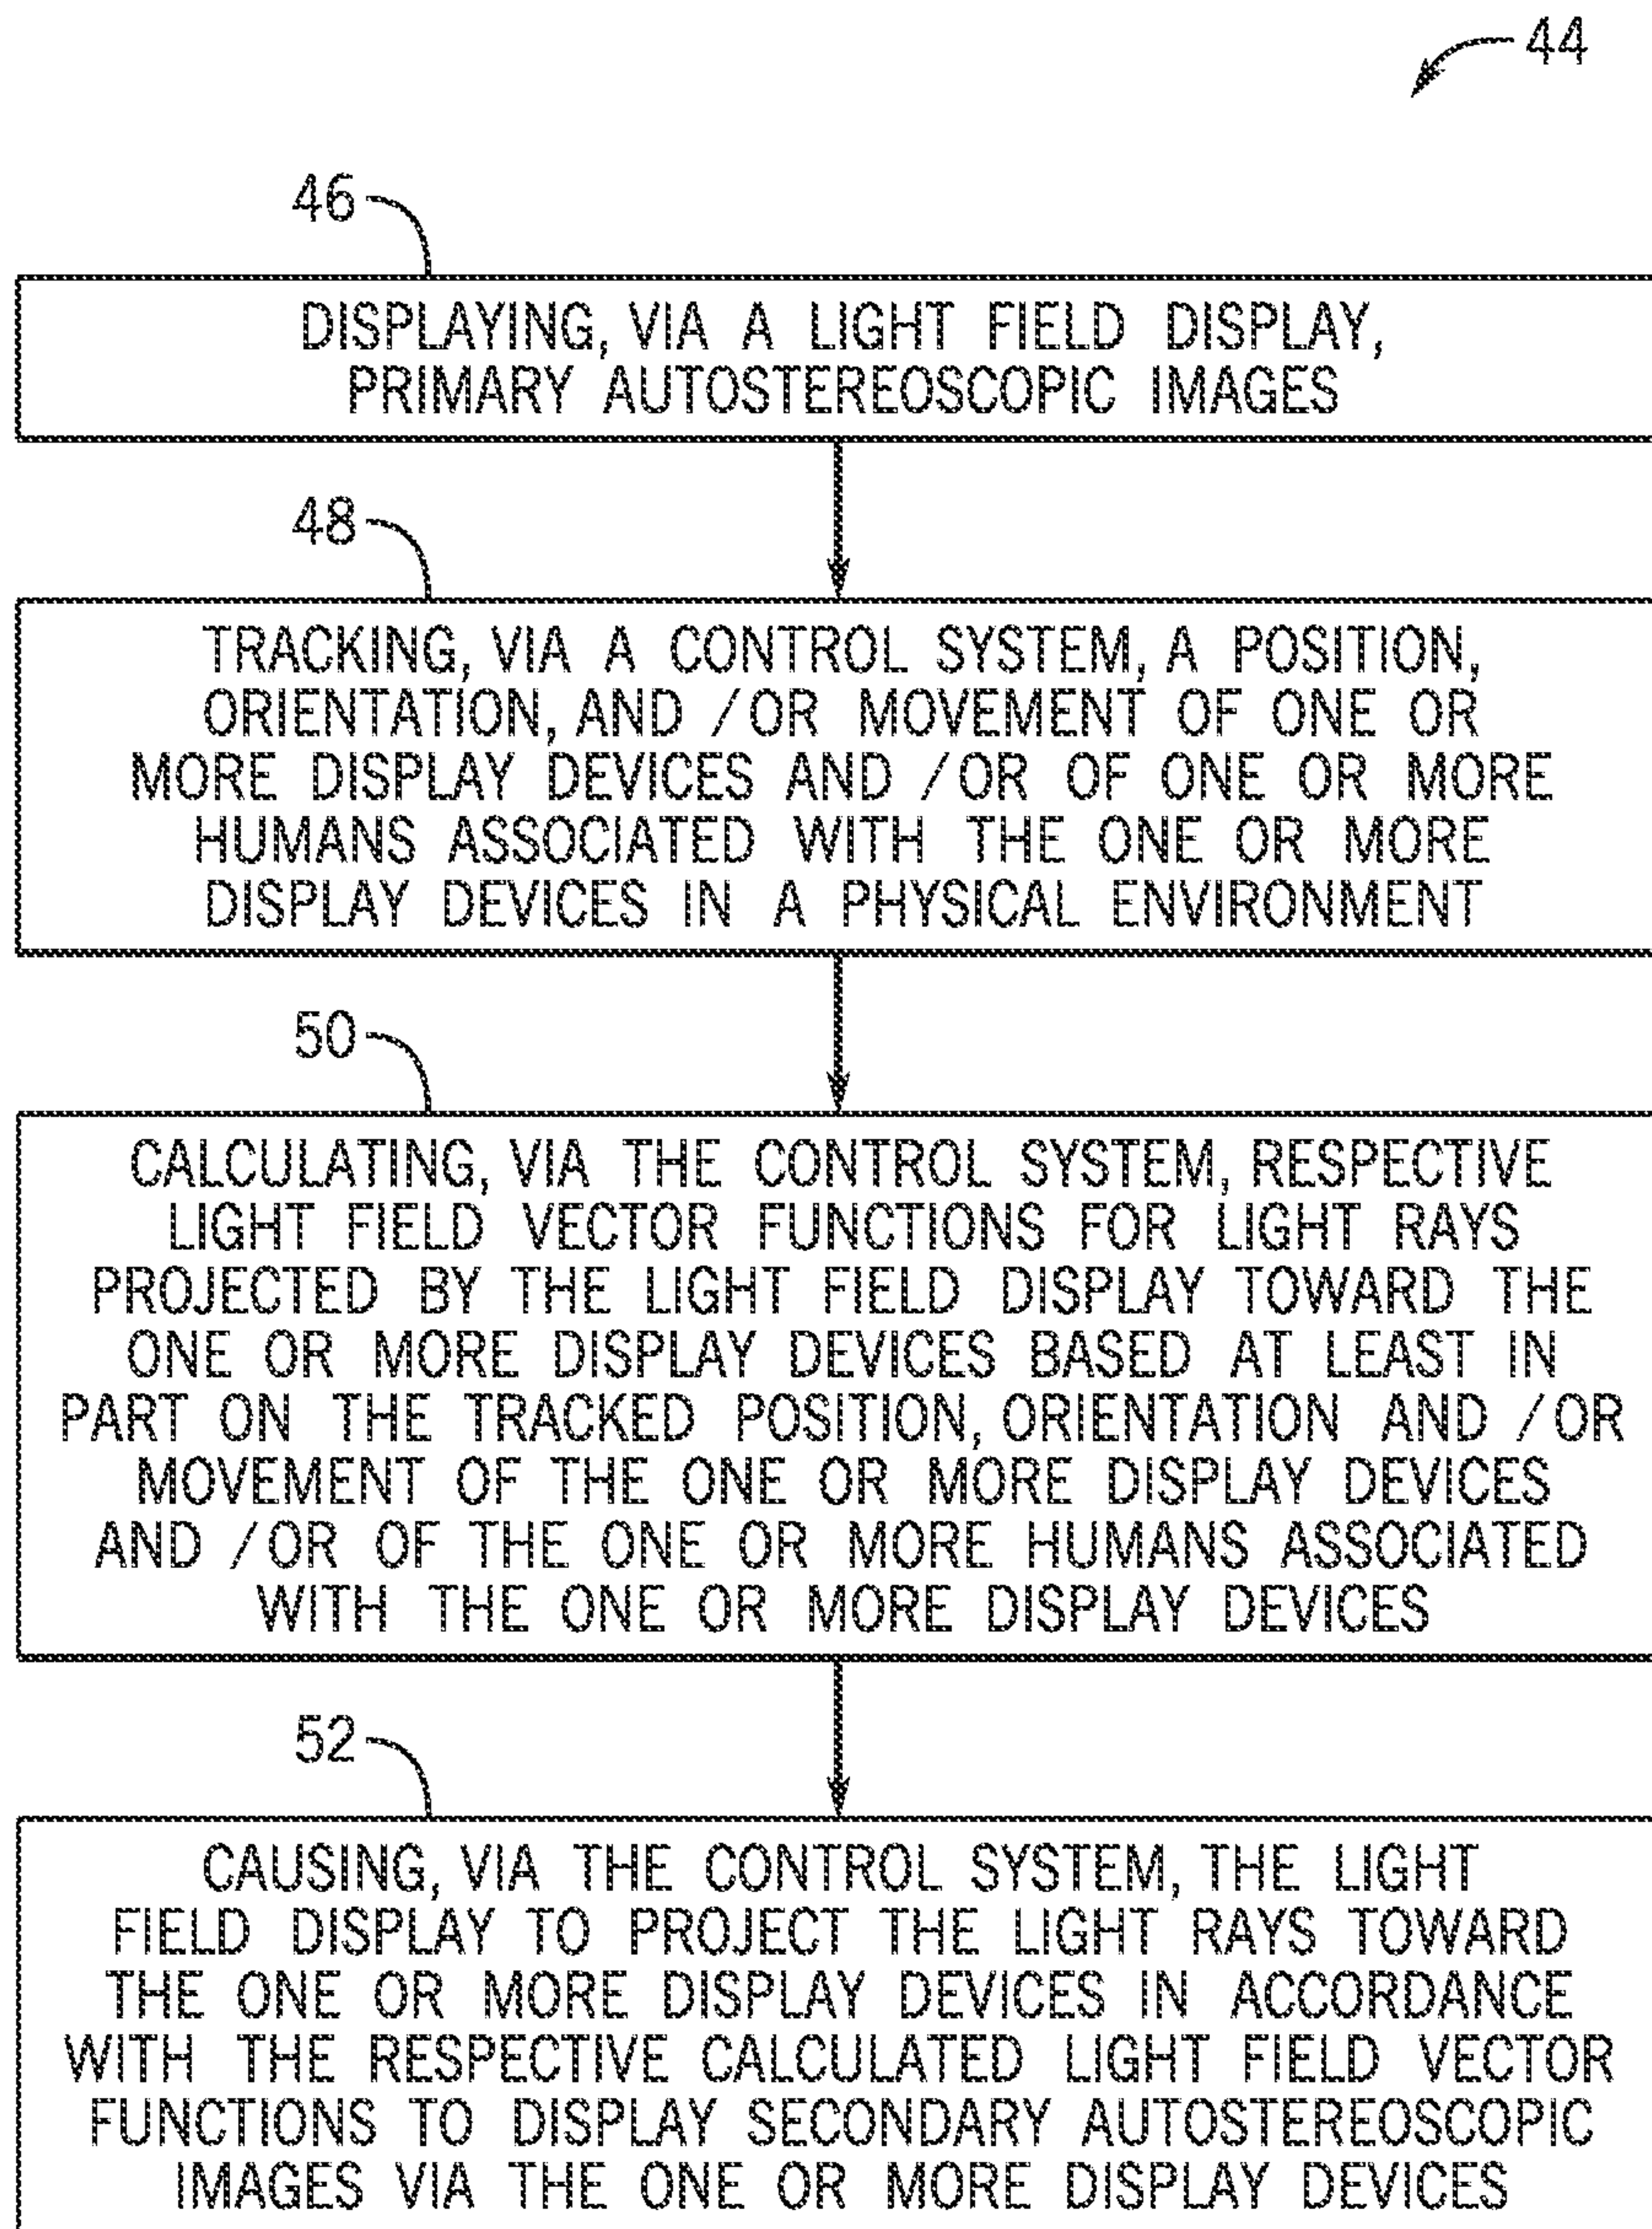 44
46
DISPLAYING, VIA A LIGHT FIELD DISPLAY,
PRIMARY AUTOSTEREOSCOPIC IMAGES
48
TRACKING, VIA A CONTROL SYSTEM, A POSITION,
ORIENTATION, AND /OR MOVEMENT OF ONE OR
MORE DISPLAY DEVICES AND /OR OF ONE OR MORE
HUMANS ASSOCIATED WITH THE ONE OR MORE
DISPLAY DEVICES IN A PHYSICAL ENVIRONMENT
50
CALCULATING, VIA THE CONTROL SYSTEM, RESPECTIVE
LIGHT FIELD VECTOR FUNCTIONS FOR LIGHT RAYS
PROJECTED BY THE LIGHT FIELD DISPLAY TOWARD THE
ONE OR MORE DISPLAY DEVICES BASED AT LEAST IN
PART ON THE TRACKED POSITION, ORIENTATION AND /OR
MOVEMENT OF THE ONE OR MORE DISPLAY DEVICES
AND /OR OF THE ONE OR MORE HUMANS ASSOCIATED
WITH THE ONE OR MORE DISPLAY DEVICES
52
CAUSING, VIA THE CONTROL SYSTEM, THE LIGHT
FIELD DISPLAY TO PROJECT THE LIGHT RAYS TOWARD
THE ONE OR MORE DISPLAY DEVICES IN ACCORDANCE
WITH THE RESPECTIVE CALCULATED LIGHT FIELD VECTOR
FUNCTIONS TO DISPLAY SECONDARY AUTOSTEREOSCOPIC
IMAGES VIA THE ONE OR MORE DISPLAY DEVICES